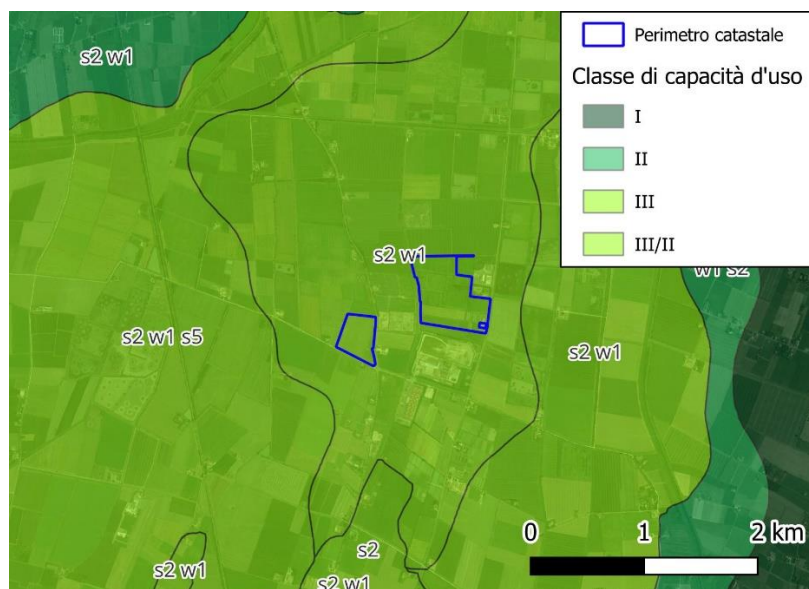 s2 w1
Perimetro catastale
Classe di capacità d'uso
I
II
III
III/II
s2 w1
w1 s2
s2 w1 s5
s2 w1
0 1 2 km
s2
s2 w1
s2 w1